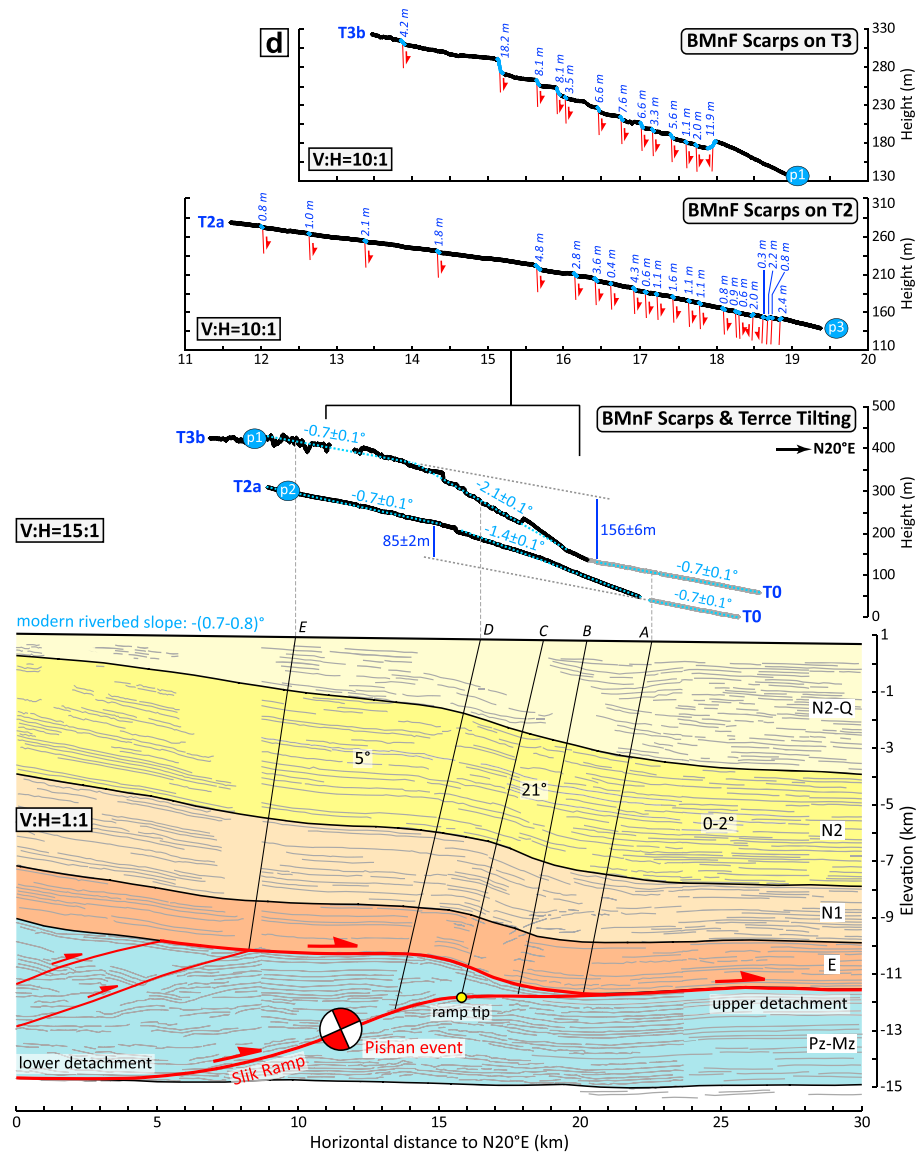 d
BMnF Scarps on T3
T3b
4.2 m
18.2 m
8.1 m
8.1 m
3.5 m
6.6 m
7.6 m
6.6 m
3.3 m
5.6 m
1.1 m
2.0 m
11.9 m
p1
V:H=10:1
330
280
230
180
130
Height (m)
BMnF Scarps on T2
T2a
0.8 m
1.0 m
2.1 m
1.8 m
4.8 m
2.8 m
3.6 m
0.4 m
4.3 m
0.6 m
1.1 m
1.6 m
1.1 m
1.1 m
0.8 m
0.9 m
0.6 m
2.0 m
0.3 m
2.2 m
0.8 m
2.4 m
p3
V:H=10:1
310
260
210
160
110
Height (m)
11 12 13 14 15 16 17 18 19 20
BMnF Scarps & Terrce Tilting
N20°E
T3b
p1
-0.7±0.1°
T2a
p2
-0.7±0.1°
-2.1±0.1°
-1.4±0.1°
85±2m
156±6m
-0.7±0.1°
T0
-0.7±0.1°
T0
V:H=15:1
500
400
300
200
100
0
Height (m)
modern riverbed slope: -(0.7-0.8)°
E D C B A
N2-Q
5°
21°
0-2°
N2
V:H=1:1
N1
E
upper detachment
ramp tip
Pz-Mz
Pishan event
Slik Ramp
lower detachment
1
-1
-3
-5
-7
-9
-11
-13
-15
Elevation (km)
0 5 10 15 20 25 30
Horizontal distance to N20°E (km)